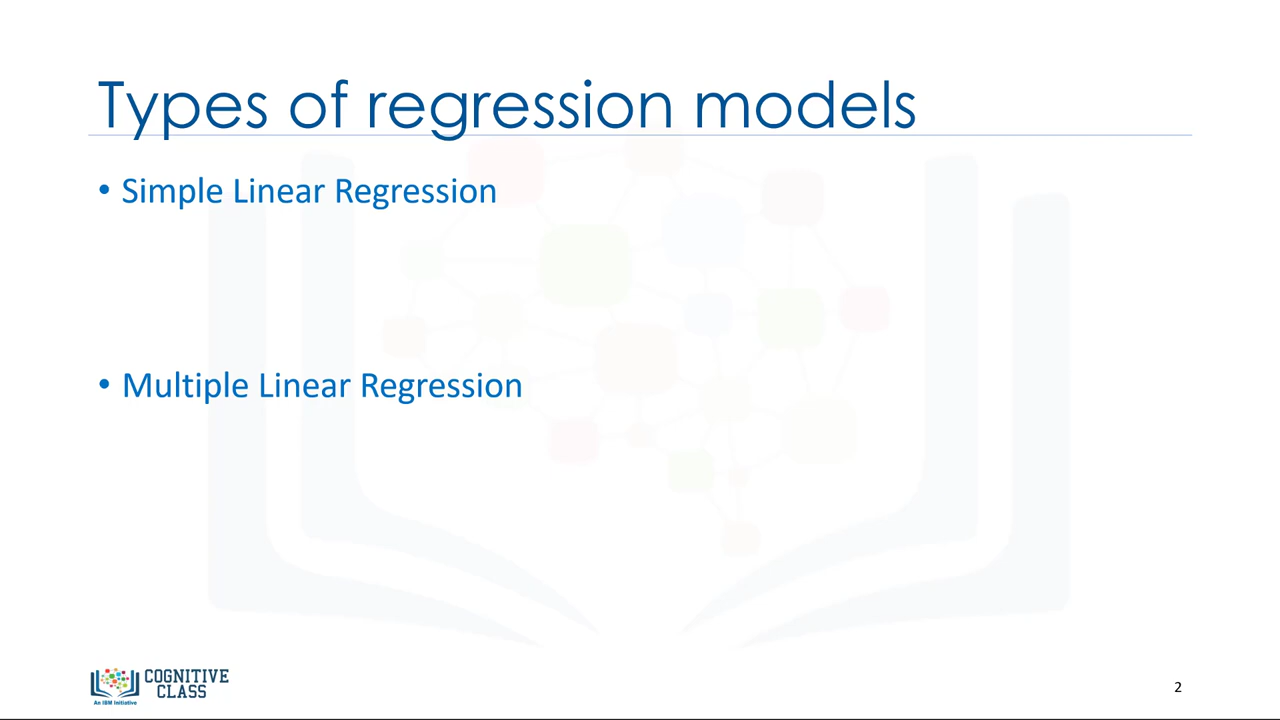 Types of regression models
• Simple Linear Regression
• Multiple Linear Regression
COGNITIVE
CLASS
An IBM Initiative
2